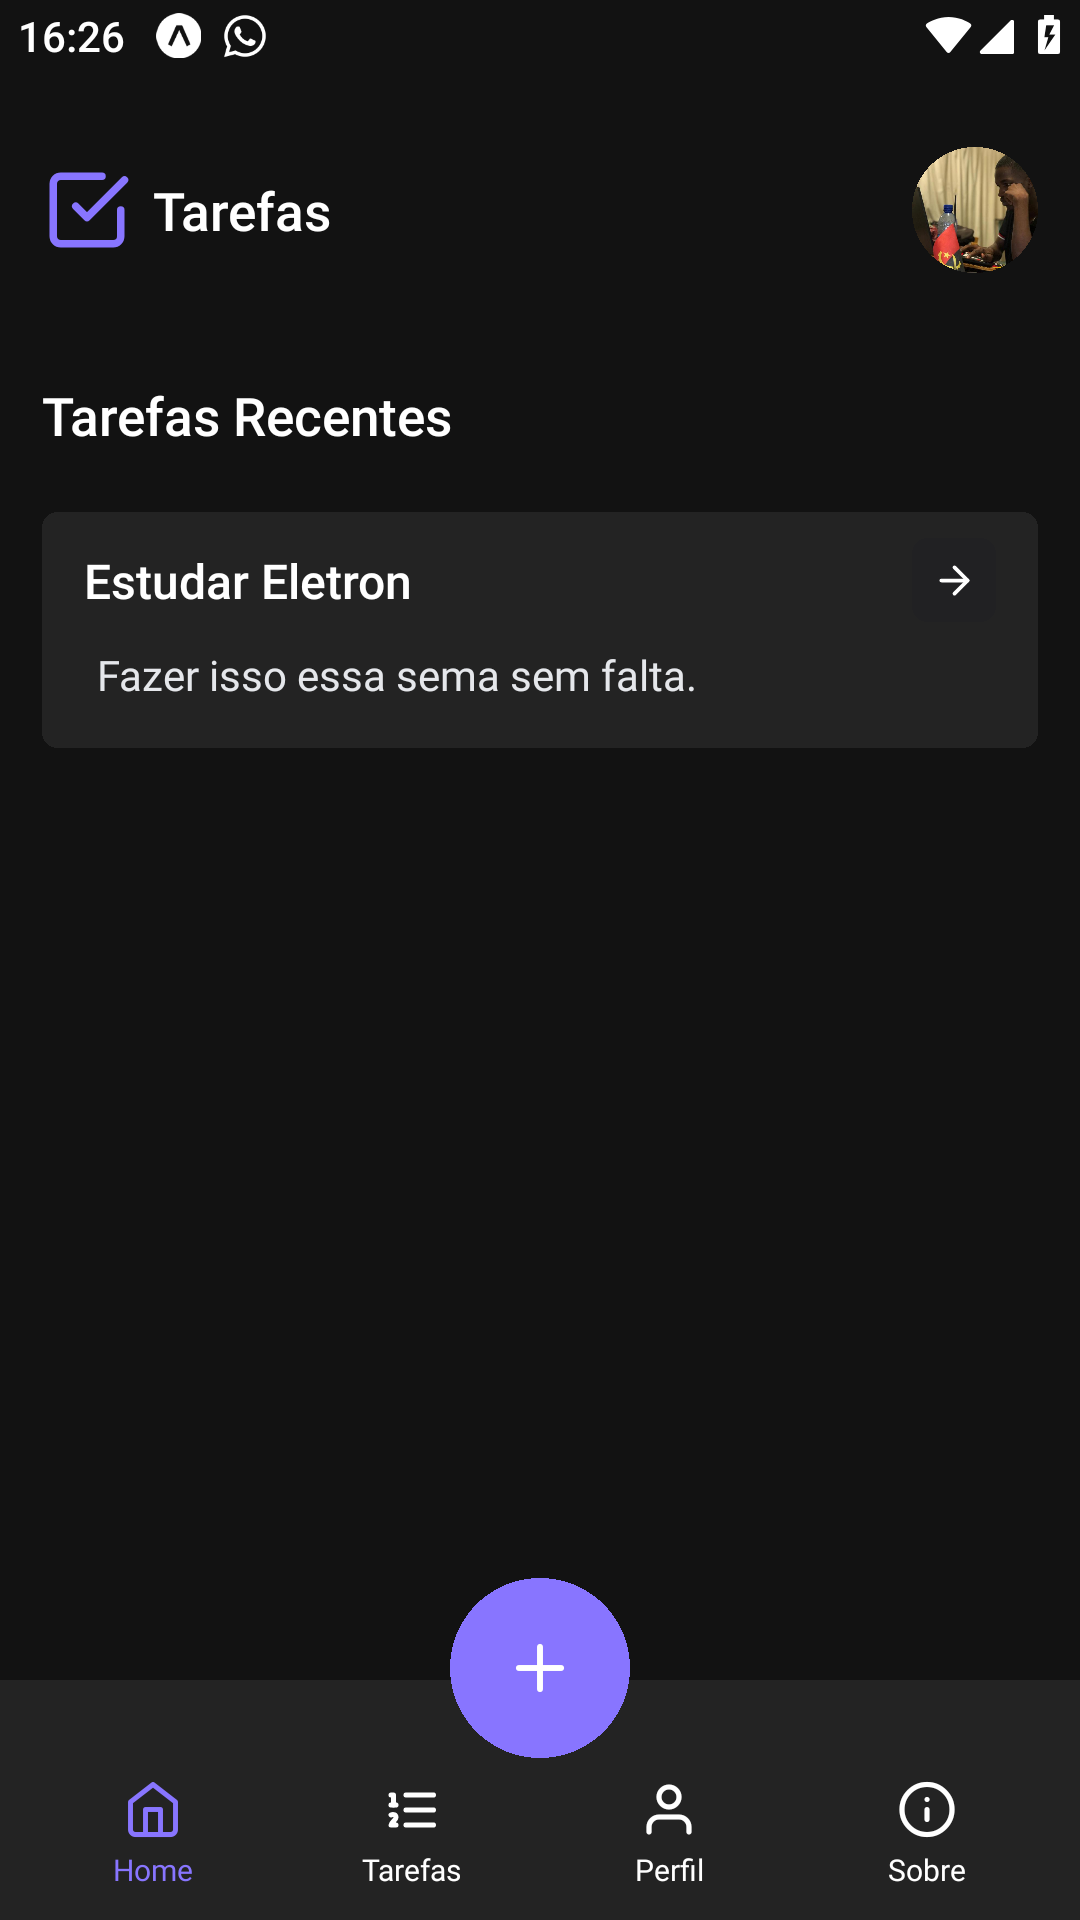 16:26
Tarefas
Tarefas Recentes
Estudar Eletron
Fazer isso essa sema sem falta.
Home
Tarefas
Perfil
Sobre